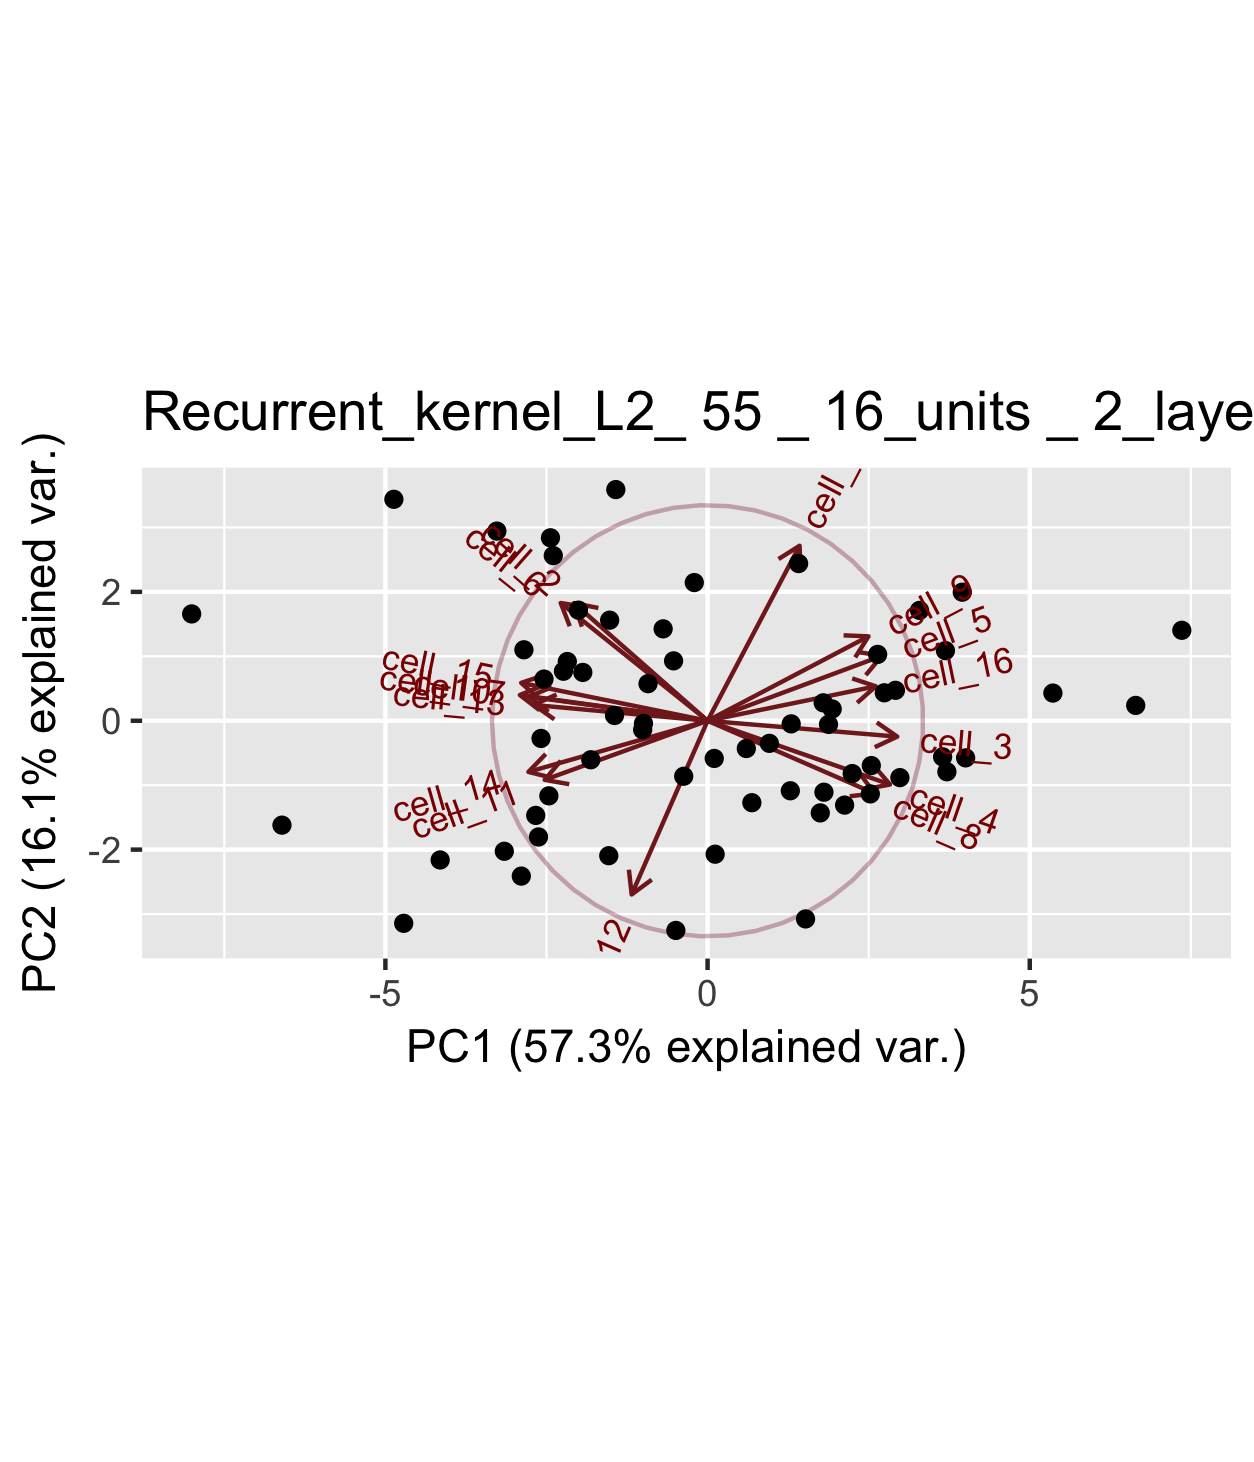 Recurrent_kernel_L2_ 55 _ 16_units _ 2_laye
PC2 (16.1% explained var.)
2
0
-2
cell_
cell_9
cell_5
cell_16
cell_3
cell_4
cell_8
cell_15
cell_13
cell_14
cell_11
12
-5
0
5
PC1 (57.3% explained var.)